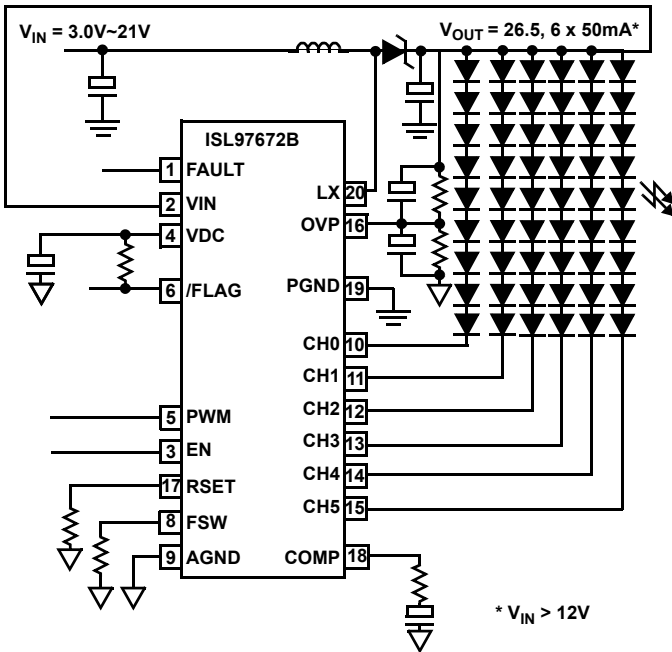 V_IN = 3.0V~21V
V_OUT = 26.5, 6 x 50mA*
ISL97672B
1 FAULT
2 VIN
4 VDC
6 /FLAG
5 PWM
3 EN
17 RSET
8 FSW
9 AGND
LX 20
OVP 16
PGND 19
CH0 10
CH1 11
CH2 12
CH3 13
CH4 14
CH5 15
COMP 18
* V_IN > 12V